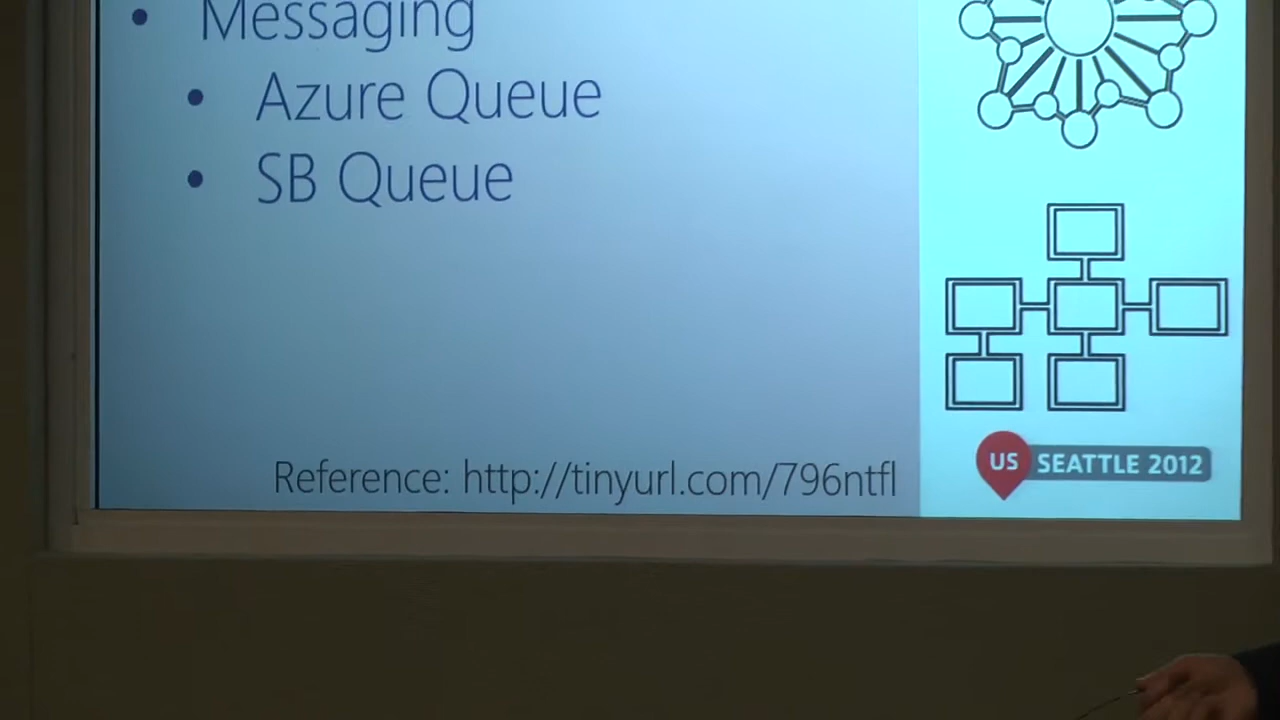 • Messaging
• Azure Queue
• SB Queue
Reference: http://tinyurl.com/796ntfl
US SEATTLE 2012